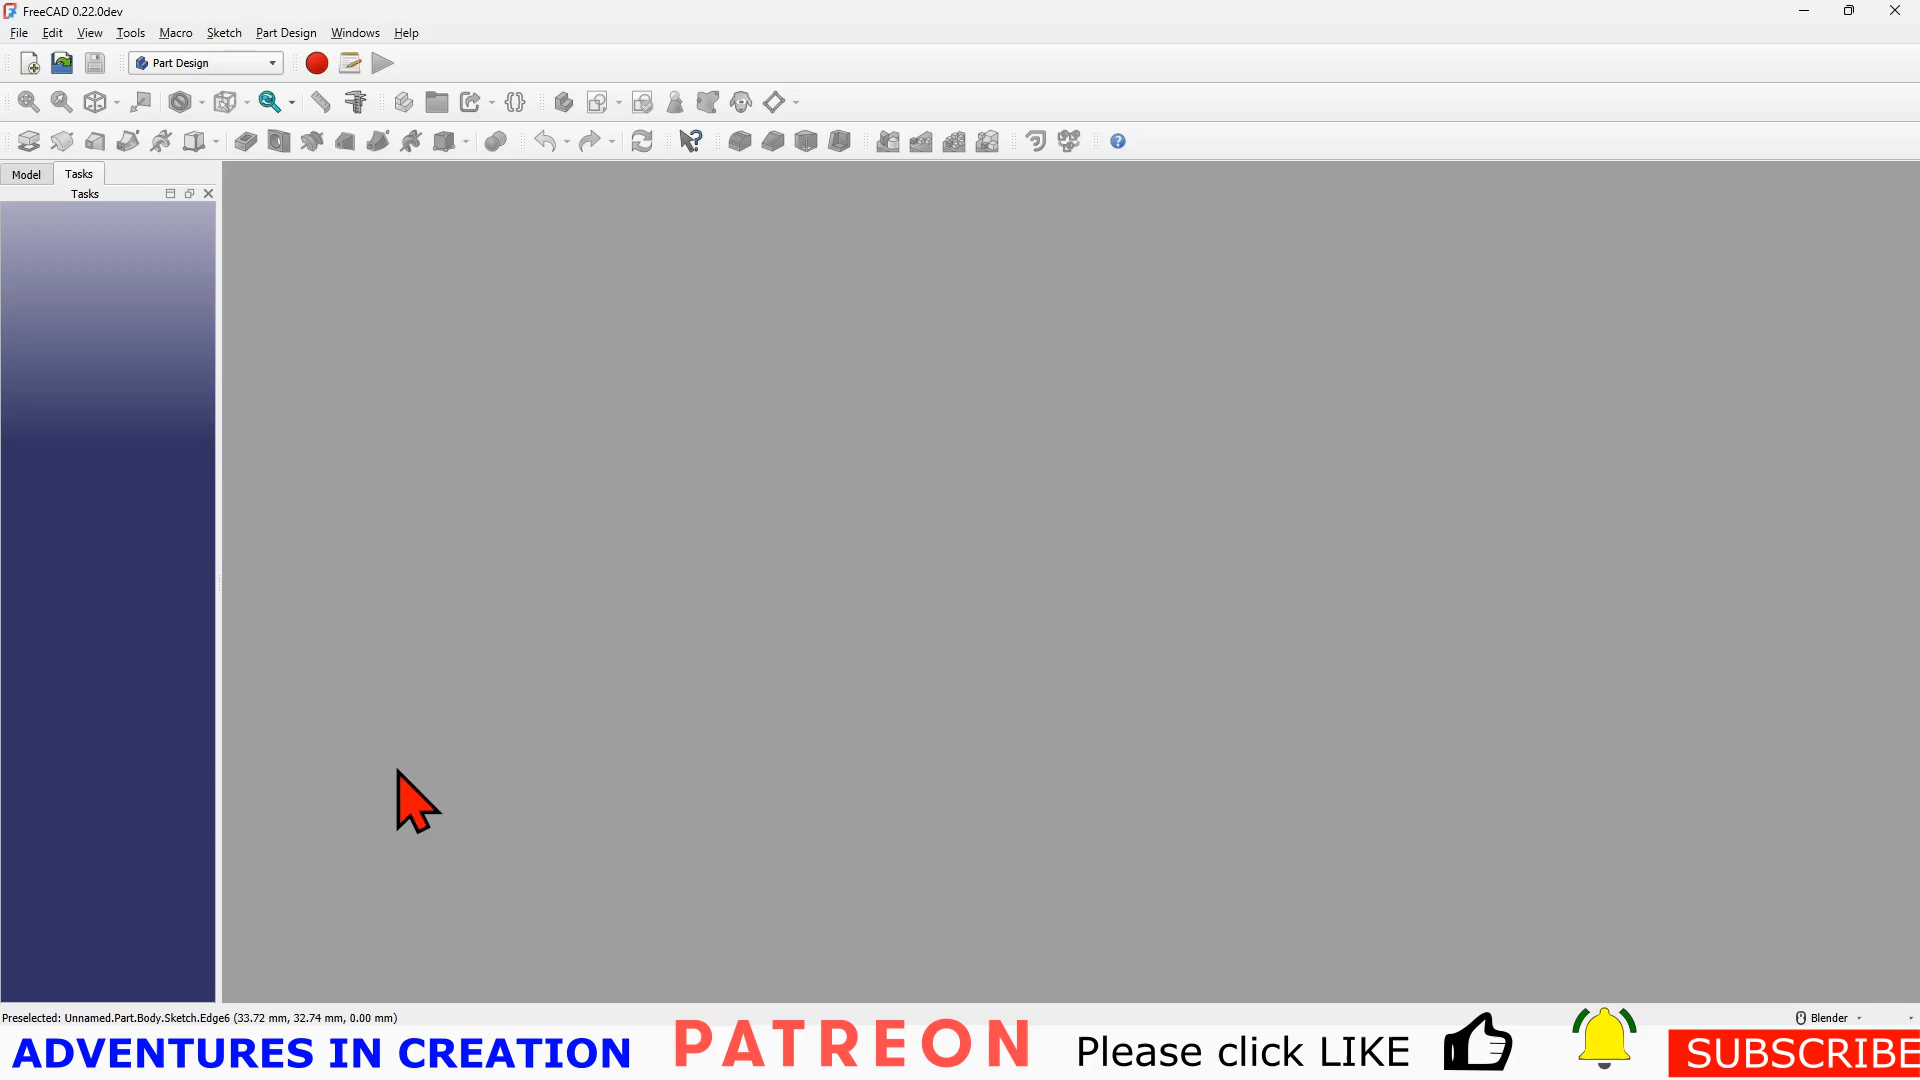 FreeCAD 0.22.0dev
File Edit View Tools Macro Sketch Part Design Windows Help
Part Design
Model Tasks
Tasks
Preselected: Unnamed.Part.Body.Sketch.Edge6 (33.72 mm, 32.74 mm, 0.00 mm)
Blender
ADVENTURES IN CREATION PATREON Please click LIKE SUBSCRIBE